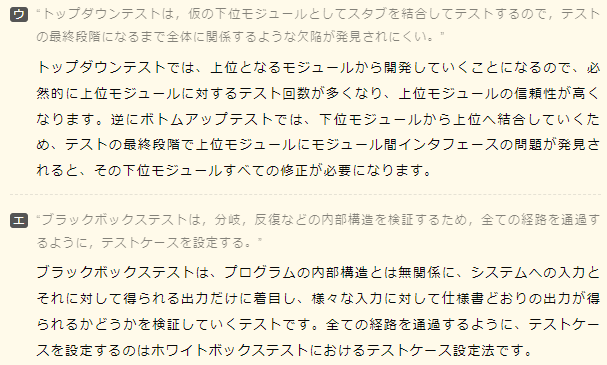 ウ “トップダウンテストは，仮の下位モジュールとしてスタブを結合してテストするので，テスト
の最終段階になるまで全体に関係するような欠陥が発見されにくい。”
トップダウンテストでは、上位となるモジュールから開発していくことになるので、必
然的に上位モジュールに対するテスト回数が多くなり、上位モジュールの信頼性が高く
なります。逆にボトムアップテストでは、下位モジュールから上位へ結合していくた
め、テストの最終段階で上位モジュールにモジュール間インタフェースの問題が発見さ
れると、その下位モジュールすべての修正が必要になります。
エ “ブラックボックステストは，分岐，反復などの内部構造を検証するため，全ての経路を通過す
るように，テストケースを設定する。”
ブラックボックステストは、プログラムの内部構造とは無関係に、システムへの入力と
それに対して得られる出力だけに着目し、様々な入力に対して仕様書どおりの出力が得
られるかどうかを検証していくテストです。全ての経路を通過するように、テストケー
スを設定するのはホワイトボックステストにおけるテストケース設定法です。